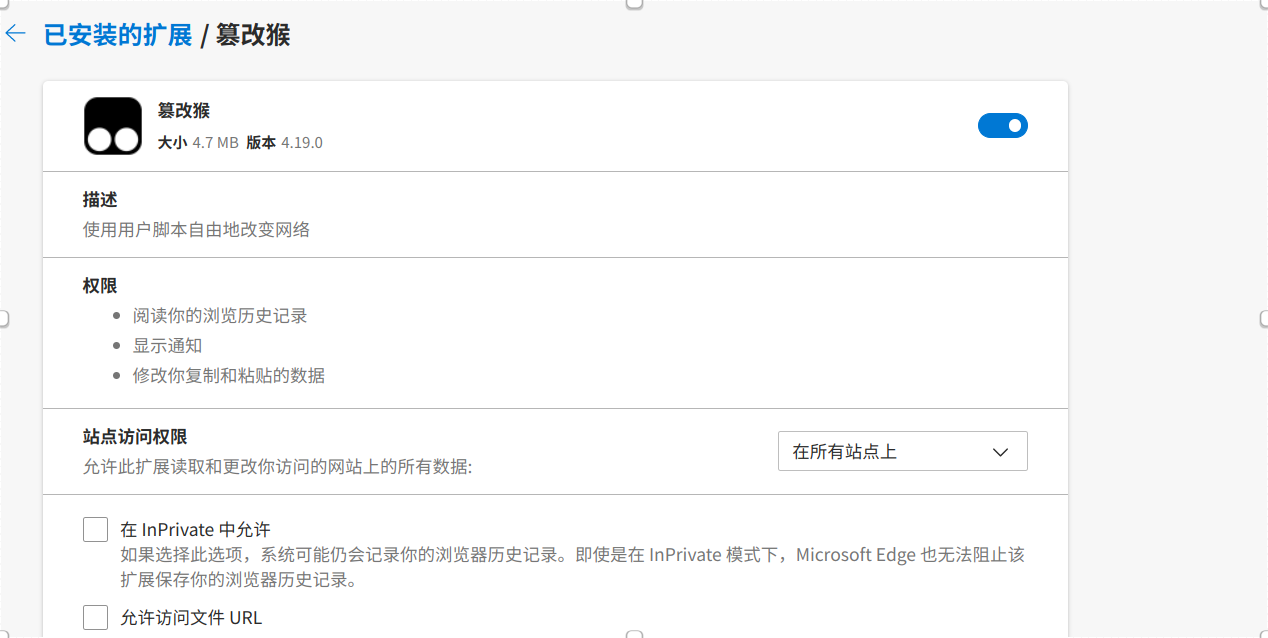 已安装的扩展 / 篡改猴
篡改猴
大小 4.7 MB 版本 4.19.0
描述
使用用户脚本自由地改变网络
权限
阅读你的浏览历史记录
显示通知
修改你复制和粘贴的数据
站点访问权限
允许此扩展读取和更改你访问的网站上的所有数据:
在所有站点上
在 InPrivate 中允许
如果选择此选项，系统可能仍会记录你的浏览器历史记录。即使是在 InPrivate 模式下，Microsoft Edge 也无法阻止该
扩展保存你的浏览器历史记录。
允许访问文件 URL